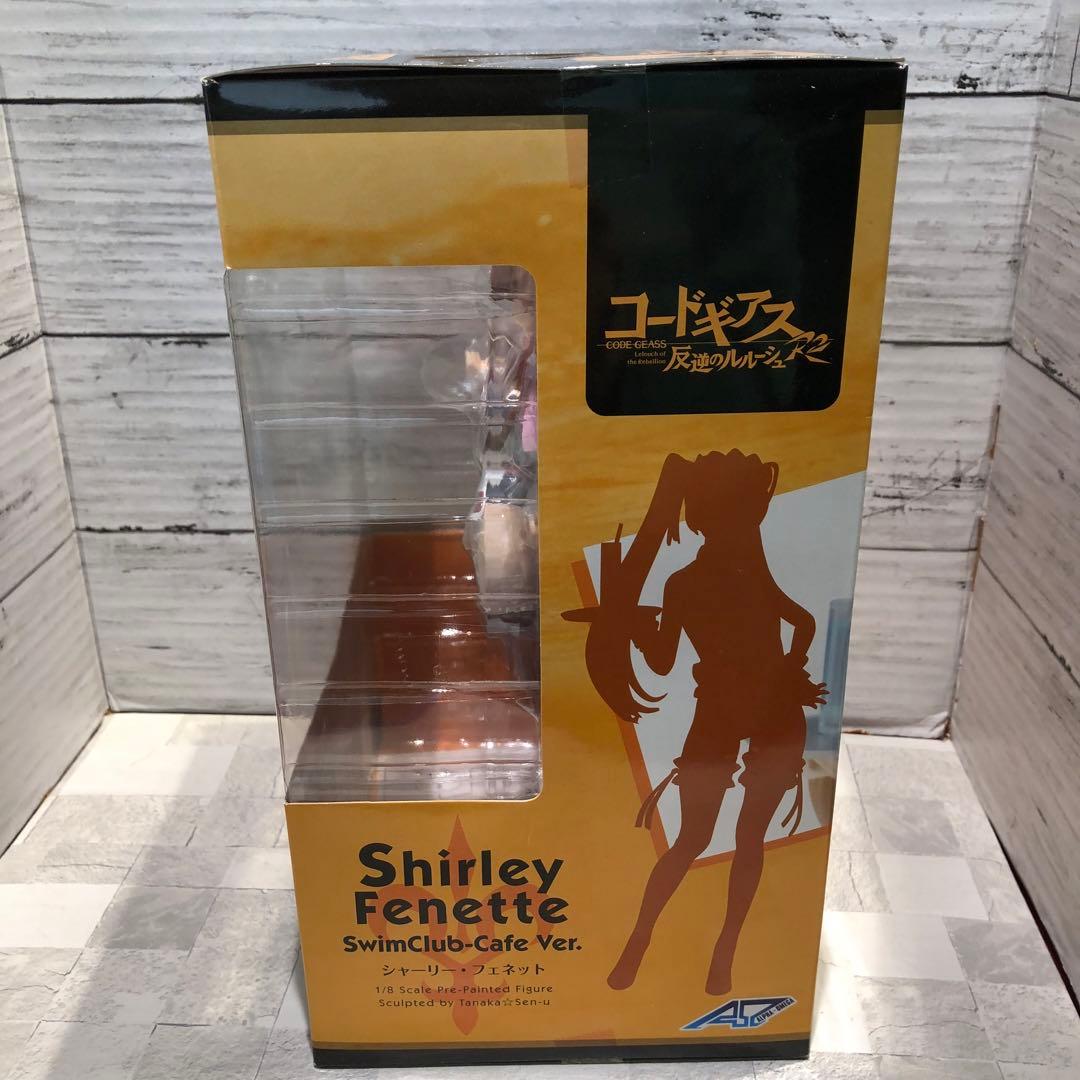 コードギアス
CODE GEASS
Lelouch of
the Rebellion
反逆のルルーシュ R2
Shirley
Fenette
SwimClub-Cafe Ver.
シャーリー・フェネット
1/8 Scale Pre-Painted Figure
Sculpted by Tanaka☆Sen-u
AΩ
ALPHA × OMEGA